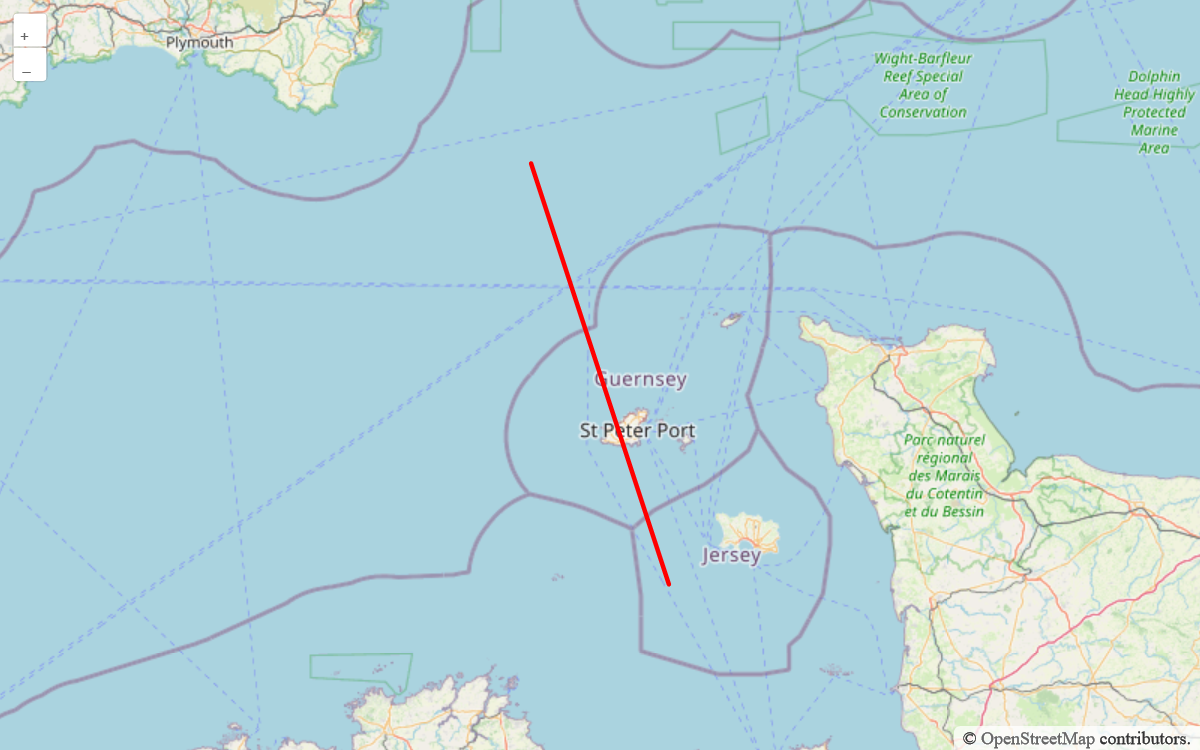 +
–
Plymouth
Wight-Barfleur
Reef Special
Area of
Conservation
Dolphin
Head Highly
Protected
Marine
Area
Guernsey
St Peter Port
Parc naturel
régional
des Marais
du Cotentin
et du Bessin
Jersey
© OpenStreetMap contributors.